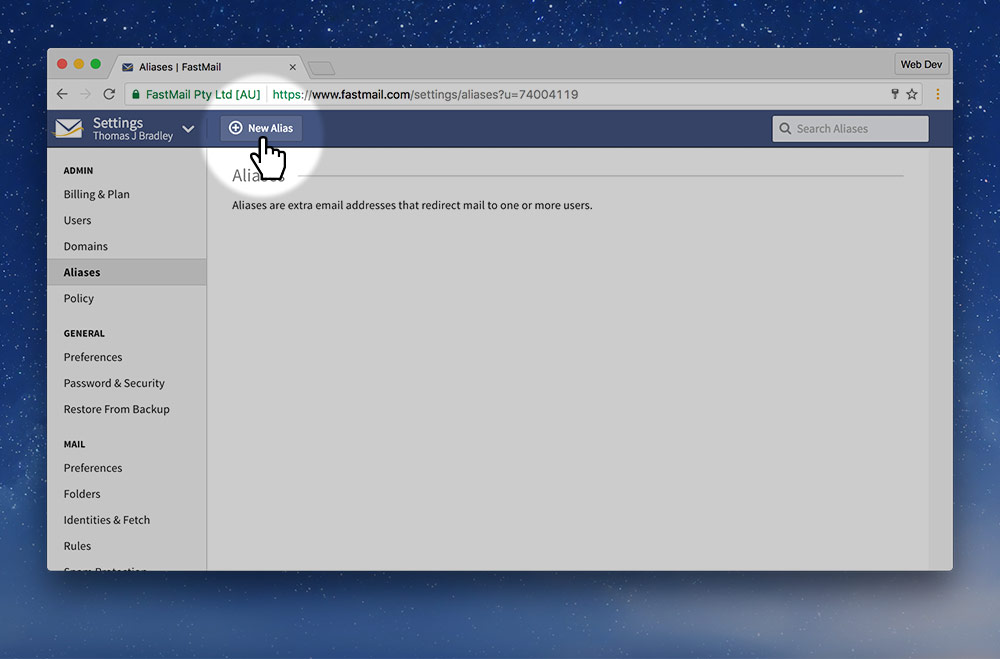 Aliases | FastMail
Web Dev
FastMail Pty Ltd [AU] https://www.fastmail.com/settings/aliases?u=74004119
Settings
Thomas J Bradley
New Alias
Search Aliases
ADMIN
Billing & Plan
Users
Domains
Aliases
Policy
GENERAL
Preferences
Password & Security
Restore From Backup
MAIL
Preferences
Folders
Identities & Fetch
Rules
Spam Protection
Aliases
Aliases are extra email addresses that redirect mail to one or more users.